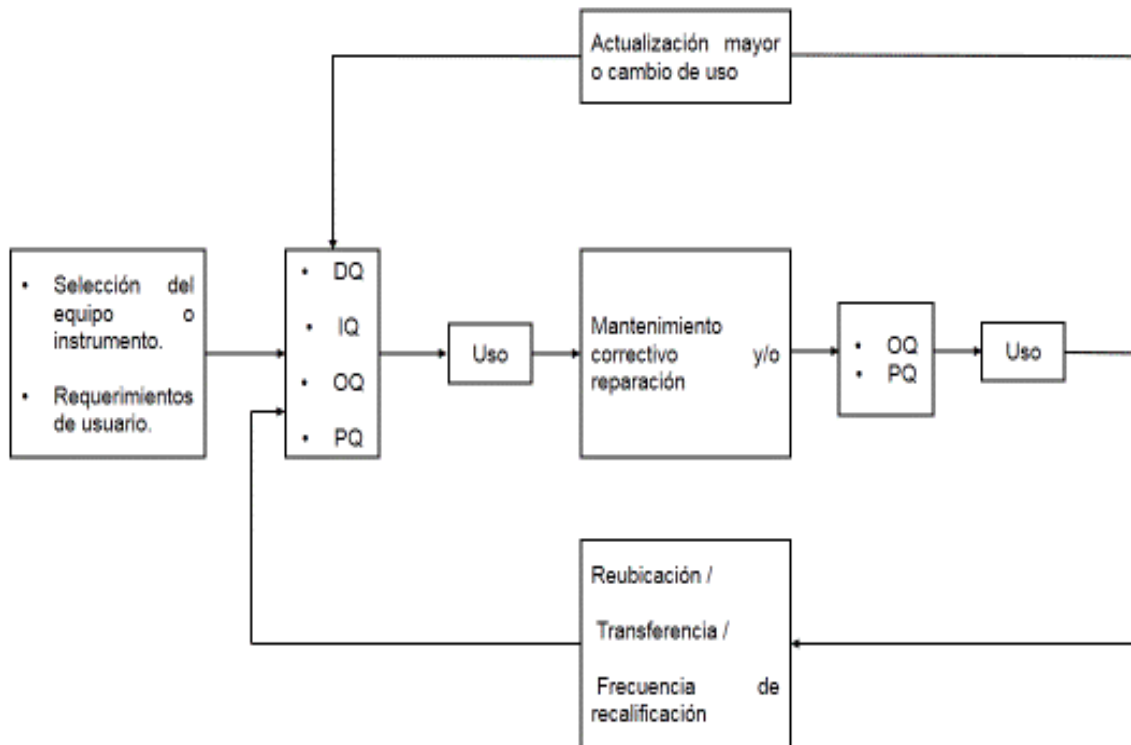 Actualización mayor
o cambio de uso
• Selección del
equipo o
instrumento.
• Requerimientos
de usuario.
• DQ
• IQ
• OQ
• PQ
Uso
Mantenimiento
correctivo y/o
reparación
• OQ
• PQ
Uso
Reubicación /
Transferencia /
Frecuencia de
recalificación